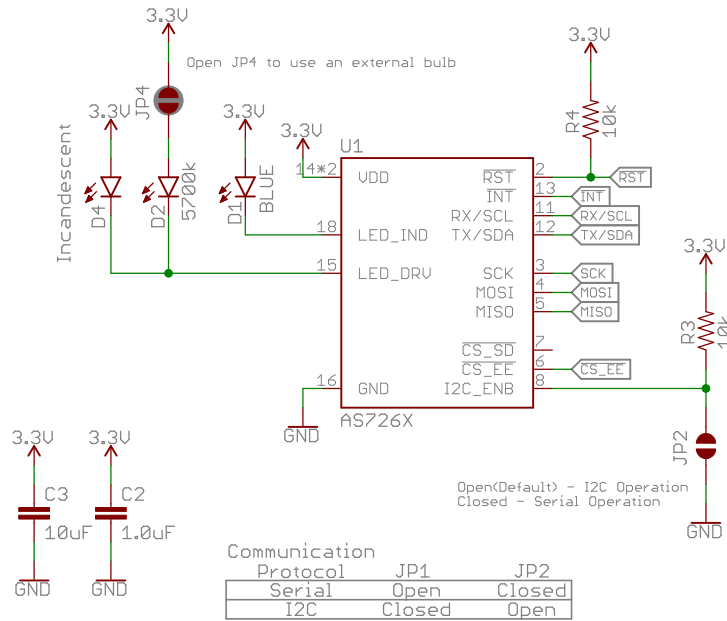 3.3V
Open JP4 to use an external bulb
3.3V
JP4
3.3V
3.3V
3.3V
R4
10k
Incandescent
D4
D2
5700k
D1
BLUE
U1
14*2
VDD
RST
2
RST
INT
13
INT
RX/SCL
11
RX/SCL
18
LED_IND
TX/SDA
12
TX/SDA
15
LED_DRV
SCK
3
SCK
MOSI
4
MOSI
MISO
5
MISO
3.3V
R3
10k
CS_SD
7
CS_EE
6
CS_EE
16
GND
I2C_ENB
8
AS726X
GND
JP2
Open(Default) - I2C Operation
Closed - Serial Operation
GND
3.3V
3.3V
C3
10uF
C2
1.0uF
GND
GND
Communication
Protocol JP1 JP2
Serial Open Closed
I2C Closed Open